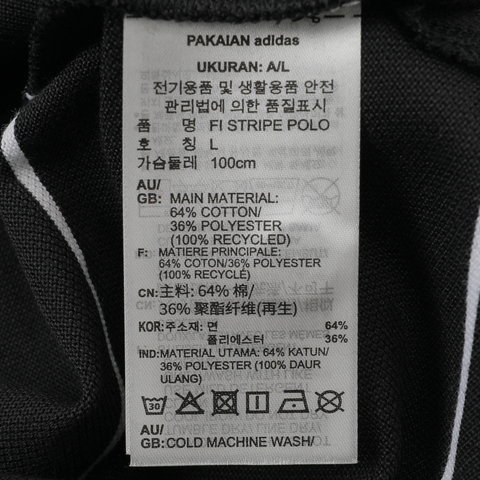 PAKAIAN adidas
UKURAN: A/L
전기용품 및 생활용품 안전
관리법에 의한 품질표시
품 명 FI STRIPE POLO
호 칭 L
가슴둘레 100cm
AU/
GB: MAIN MATERIAL:
64% COTTON/
36% POLYESTER
(100% RECYCLED)
F: MATIERE PRINCIPALE:
64% COTON/36% POLYESTER
(100% RECYCLÉ)
CN: 主料: 64% 棉/
36% 聚酯纤维(再生)
KOR: 주소재: 면 64%
폴리에스터 36%
IND: MATERIAL UTAMA: 64% KATUN/
36% POLYESTER (100% DAUR
ULANG)
30
AU/
GB: COLD MACHINE WASH/